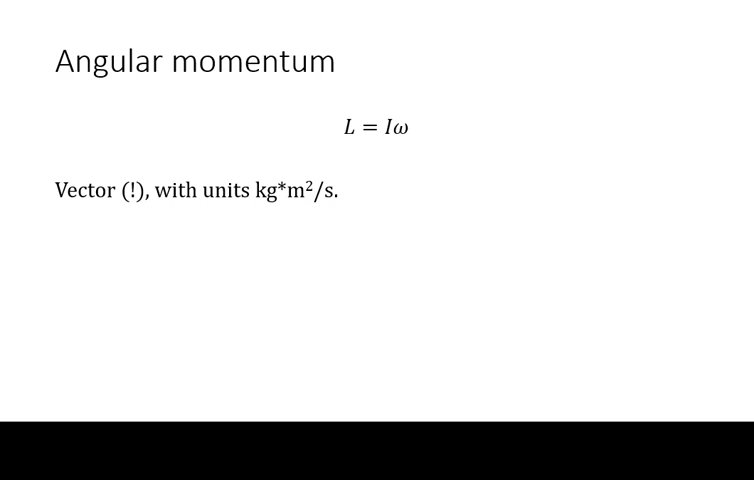 Angular momentum
L = Iω
Vector (!), with units kg*m²/s.